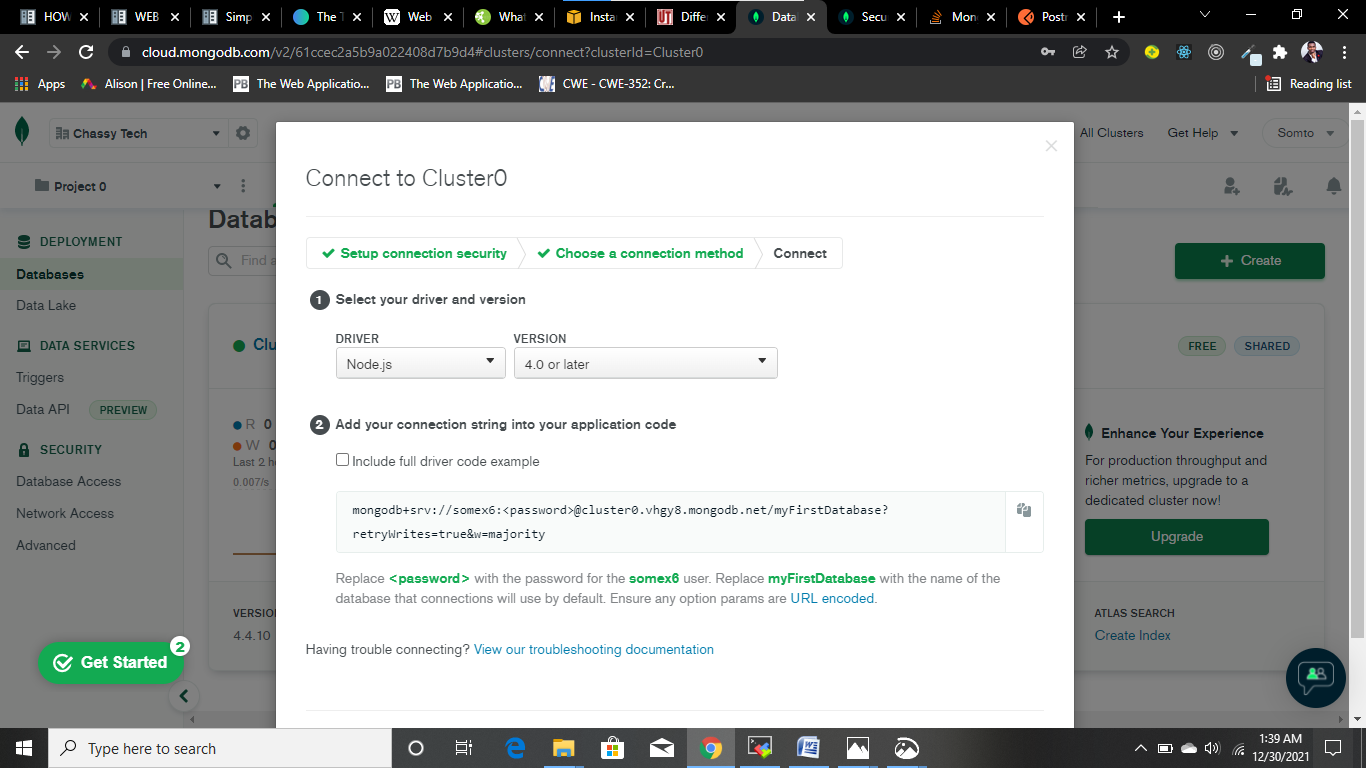 HOW
WEB
Simp
The T
Web
What
Instar
Differ
Data
Secu
Mon
Postr
cloud.mongodb.com/v2/61ccec2a5b9a022408d7b9d4#clusters/connect?clusterId=Cluster0
Apps
Alison | Free Online...
PB The Web Applicatio...
PB The Web Applicatio...
CWE - CWE-352: Cr...
Reading list
Chassy Tech
All Clusters
Get Help
Somto
Project 0
Datab
DEPLOYMENT
Databases
Data Lake
DATA SERVICES
Triggers
Data API PREVIEW
SECURITY
Database Access
Network Access
Advanced
Get Started
2
Find a
Clu
R 0
W 0
Last 2 h
0.007/s
VERSIO
4.4.10
Connect to Cluster0
Setup connection security
Choose a connection method
Connect
1 Select your driver and version
DRIVER VERSION
Node.js 4.0 or later
2 Add your connection string into your application code
Include full driver code example
mongodb+srv://somex6:<password>@cluster0.vhgy8.mongodb.net/myFirstDatabase?
retryWrites=true&w=majority
Replace <password> with the password for the somex6 user. Replace myFirstDatabase with the name of the
database that connections will use by default. Ensure any option params are URL encoded.
Having trouble connecting? View our troubleshooting documentation
+ Create
FREE SHARED
Enhance Your Experience
For production throughput and
richer metrics, upgrade to a
dedicated cluster now!
Upgrade
ATLAS SEARCH
Create Index
Type here to search
1:39 AM
12/30/2021